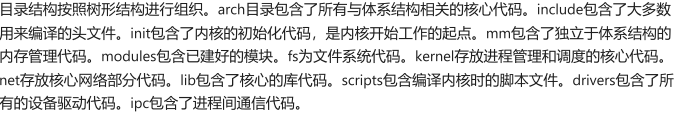 目录结构按照树形结构进行组织。arch目录包含了所有与体系结构相关的核心代码。include包含了大多数
用来编译的头文件。init包含了内核的初始化代码，是内核开始工作的起点。mm包含了独立于体系结构的
内存管理代码。modules包含已建好的模块。fs为文件系统代码。kernel存放进程管理和调度的核心代码。
net存放核心网络部分代码。lib包含了核心的库代码。scripts包含编译内核时的脚本文件。drivers包含了所
有的设备驱动代码。ipc包含了进程间通信代码。